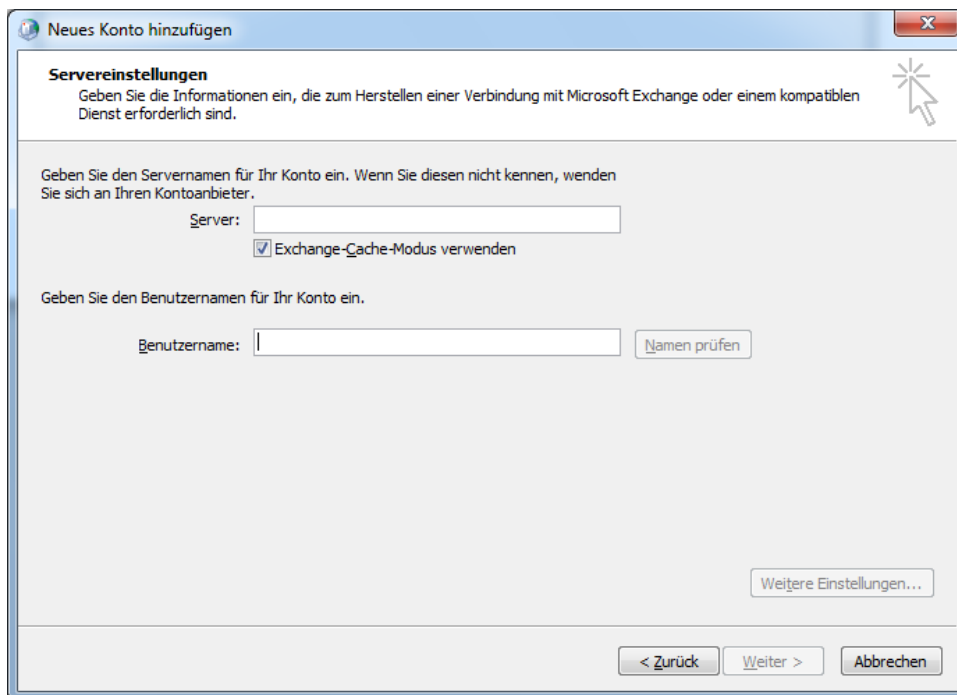 Neues Konto hinzufügen
Servereinstellungen
Geben Sie die Informationen ein, die zum Herstellen einer Verbindung mit Microsoft Exchange oder einem kompatiblen
Dienst erforderlich sind.
Geben Sie den Servernamen für Ihr Konto ein. Wenn Sie diesen nicht kennen, wenden
Sie sich an Ihren Kontoanbieter.
Server:
Exchange-Cache-Modus verwenden
Geben Sie den Benutzernamen für Ihr Konto ein.
Benutzername: Namen prüfen
Weitere Einstellungen...
< Zurück Weiter > Abbrechen